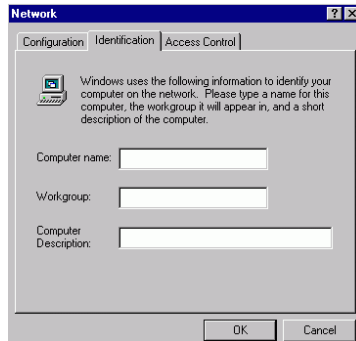 Network
Configuration Identification Access Control
Windows uses the following information to identify your
computer on the network. Please type a name for this
computer, the workgroup it will appear in, and a short
description of the computer.
Computer name:
Workgroup:
Computer
Description:
OK Cancel